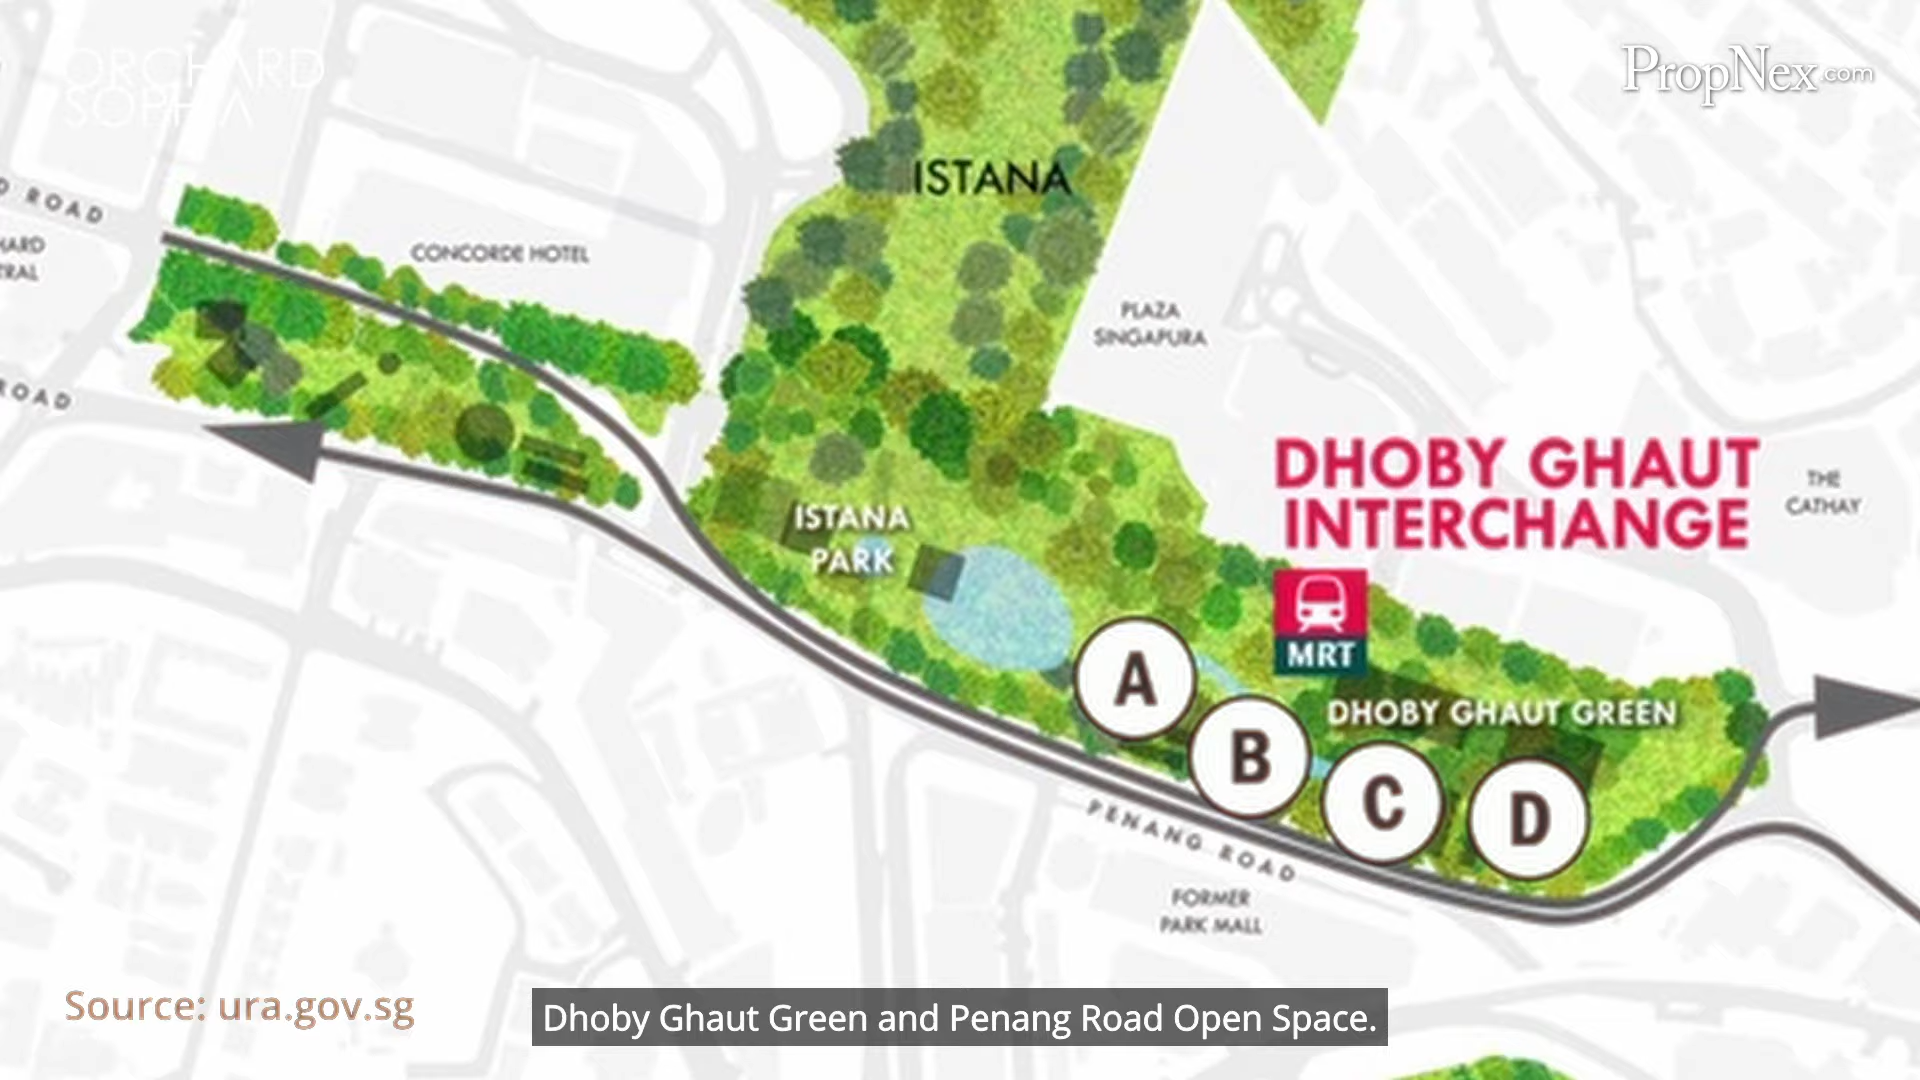 ORCHARD
SOPHIA
PropNex.com
ISTANA
ROAD
CONCORDE HOTEL
PLAZA
SINGAPURA
DHOBY GHAUT
INTERCHANGE
THE
CATHAY
ROAD
ISTANA
PARK
MRT
A
DHOBY GHAUT GREEN
B
C
D
PENANG ROAD
FORMER
PARK MALL
Source: ura.gov.sg
Dhoby Ghaut Green and Penang Road Open Space.